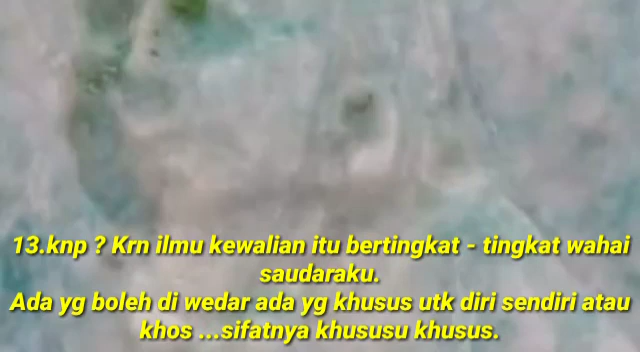 13.knp ? Krn ilmu kewalian itu bertingkat - tingkat wahai
saudaraku.
Ada yg boleh di wedar ada yg khusus utk diri sendiri atau
khos ...sifatnya khususu khusus.